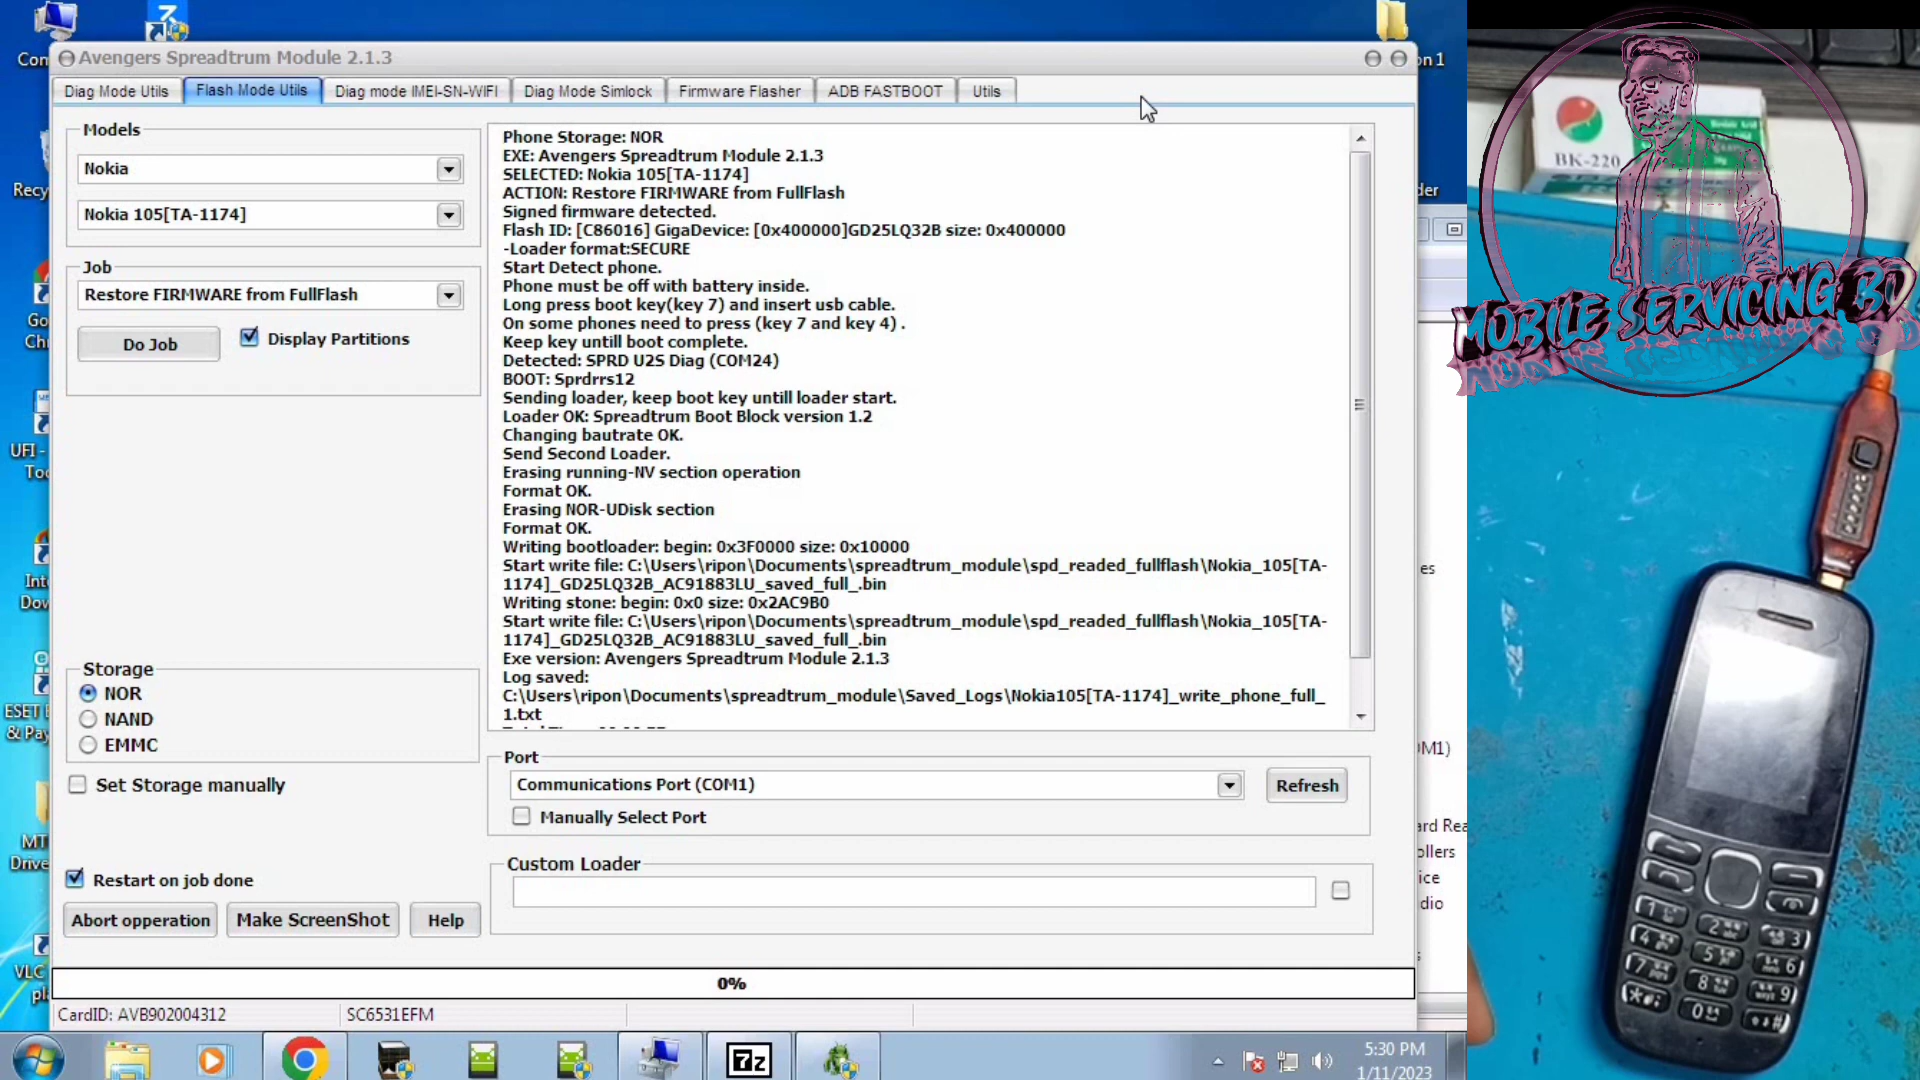 Avengers Spreadtrum Module 2.1.3
Diag Mode Utils
Flash Mode Utils
Diag mode IMEI-SN-WIFI
Diag Mode Simlock
Firmware Flasher
ADB FASTBOOT
Utils
Models
Nokia
Nokia 105[TA-1174]
Job
Restore FIRMWARE from FullFlash
Do Job
Display Partitions
Storage
NOR
NAND
EMMC
Set Storage manually
Restart on job done
Abort opperation
Make ScreenShot
Help
Phone Storage: NOR
EXE: Avengers Spreadtrum Module 2.1.3
SELECTED: Nokia 105[TA-1174]
ACTION: Restore FIRMWARE from FullFlash
Signed firmware detected.
Flash ID: [C86016] GigaDevice: [0x400000]GD25LQ32B size: 0x400000
-Loader format:SECURE
Start Detect phone.
Phone must be off with battery inside.
Long press boot key(key 7) and insert usb cable.
On some phones need to press (key 7 and key 4) .
Keep key untill boot complete.
Detected: SPRD U2S Diag (COM24)
BOOT: Sprdrrs12
Sending loader, keep boot key untill loader start.
Loader OK: Spreadtrum Boot Block version 1.2
Changing bautrate OK.
Send Second Loader.
Erasing running-NV section operation
Format OK.
Erasing NOR-UDisk section
Format OK.
Writing bootloader: begin: 0x3F0000 size: 0x10000
Start write file: C:\Users\ripon\Documents\spreadtrum_module\spd_readed_fullflash\Nokia_105[TA-
1174]_GD25LQ32B_AC91883LU_saved_full_.bin
Writing stone: begin: 0x0 size: 0x2AC9B0
Start write file: C:\Users\ripon\Documents\spreadtrum_module\spd_readed_fullflash\Nokia_105[TA-
1174]_GD25LQ32B_AC91883LU_saved_full_.bin
Exe version: Avengers Spreadtrum Module 2.1.3
Log saved:
C:\Users\ripon\Documents\spreadtrum_module\Saved_Logs\Nokia105[TA-1174]_write_phone_full_
1.txt
Port
Communications Port (COM1)
Refresh
Manually Select Port
Custom Loader
0%
CardID: AVB902004312
SC6531EFM
5:30 PM
1/11/2023
7z
BK-220
MOBILE SERVICING BD